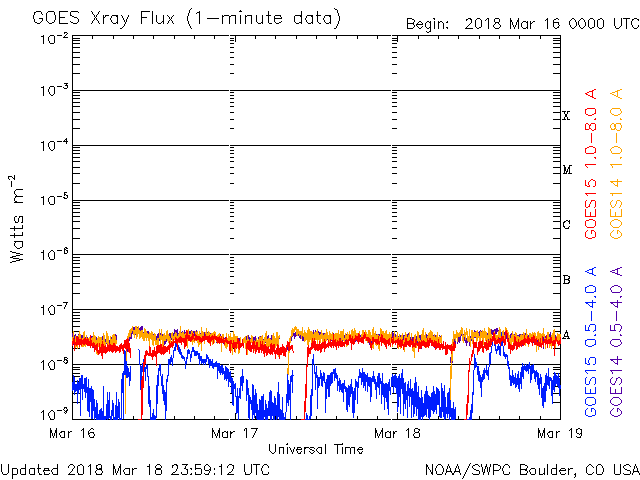 GOES Xray Flux (1-minute data)
Begin: 2018 Mar 16 0000 UTC
10⁻²
10⁻³
10⁻⁴
10⁻⁵
10⁻⁶
10⁻⁷
10⁻⁸
10⁻⁹
Watts m⁻²
X
M
C
B
A
GOES15 1.0-8.0 A
GOES14 1.0-8.0 A
GOES15 0.5-4.0 A
GOES14 0.5-4.0 A
Mar 16
Mar 17
Mar 18
Mar 19
Universal Time
Updated 2018 Mar 18 23:59:12 UTC
NOAA/SWPC Boulder, CO USA